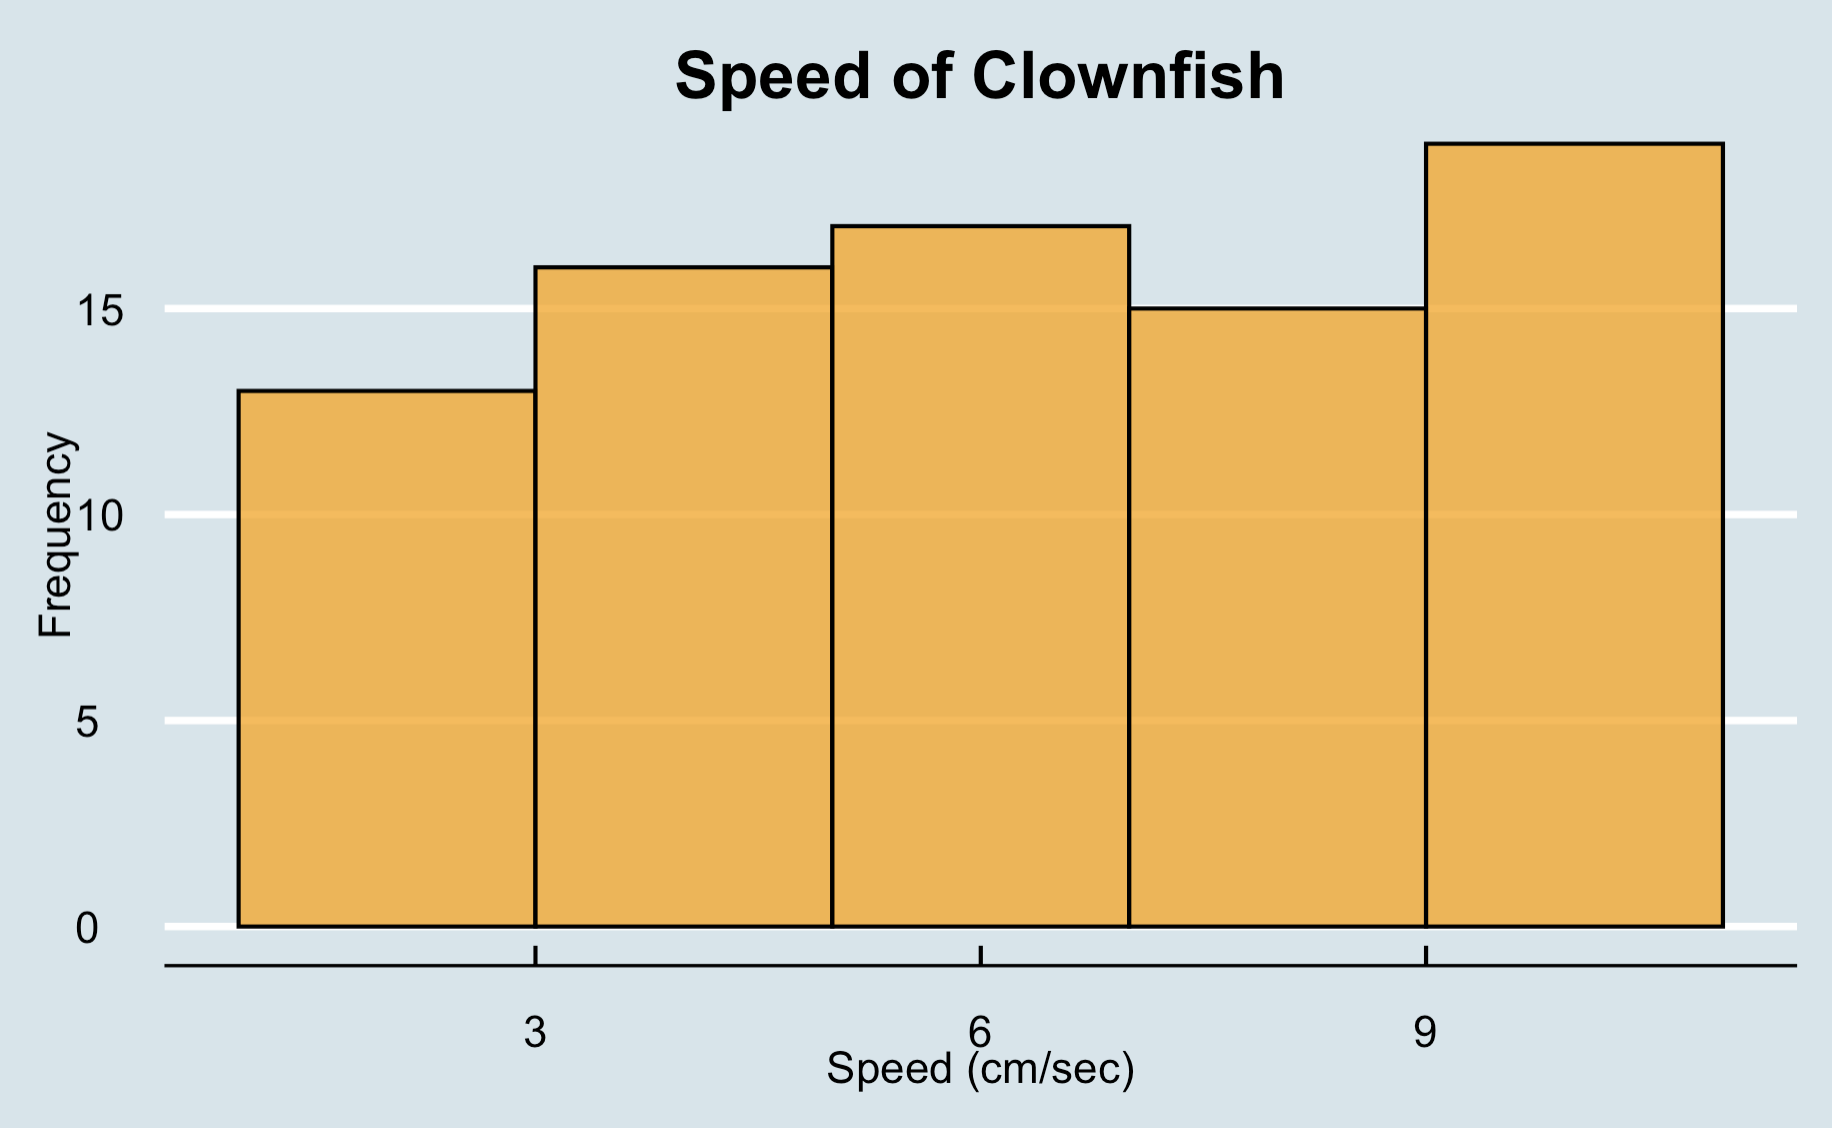 Speed of Clownfish
Frequency
15
10
5
0
3 6 9
Speed (cm/sec)